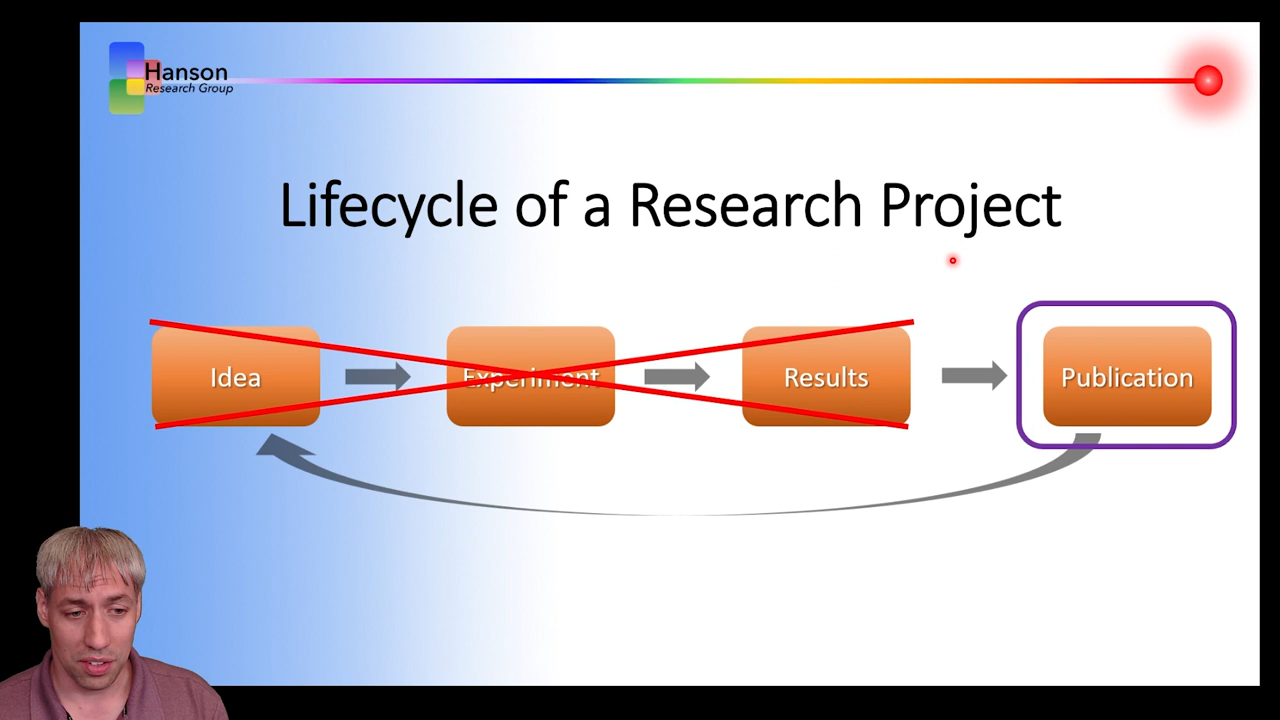 Hanson
Research Group
Lifecycle of a Research Project
Idea
Experiment
Results
Publication